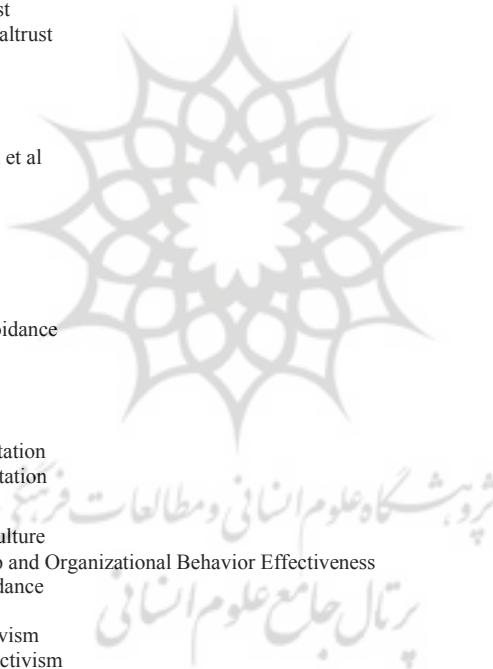 st
altrust
et al
oidance
tation
tation
پژوهشگاه علوم انسانی و مطالعات فرهنگی
ulture
o and Organizational Behavior Effectiveness
dance
پرتال جامع علوم انسانی
vism
ctivism